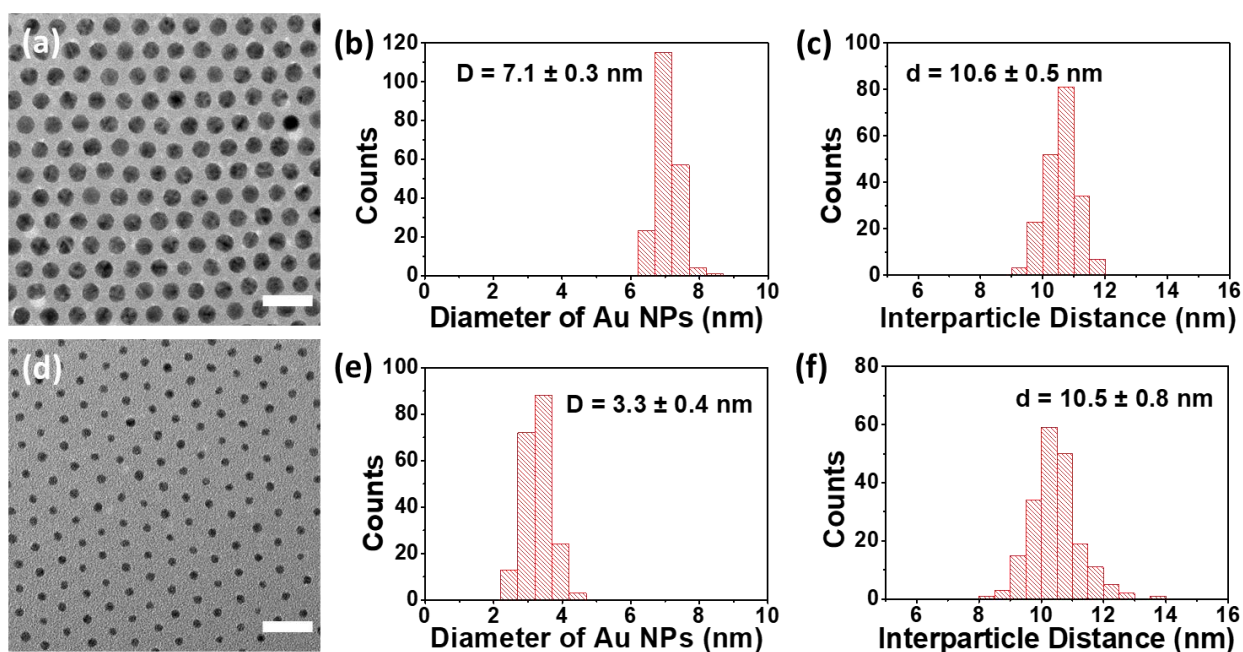 (a)
(b)
120
100
80
60
40
20
0
Counts
D = 7.1 ± 0.3 nm
0 2 4 6 8 10
Diameter of Au NPs (nm)
(c)
100
80
60
40
20
0
Counts
d = 10.6 ± 0.5 nm
6 8 10 12 14 16
Interparticle Distance (nm)
(d)
(e)
100
80
60
40
20
0
Counts
D = 3.3 ± 0.4 nm
0 2 4 6 8 10
Diameter of Au NPs (nm)
(f)
80
60
40
20
0
Counts
d = 10.5 ± 0.8 nm
6 8 10 12 14 16
Interparticle Distance (nm)